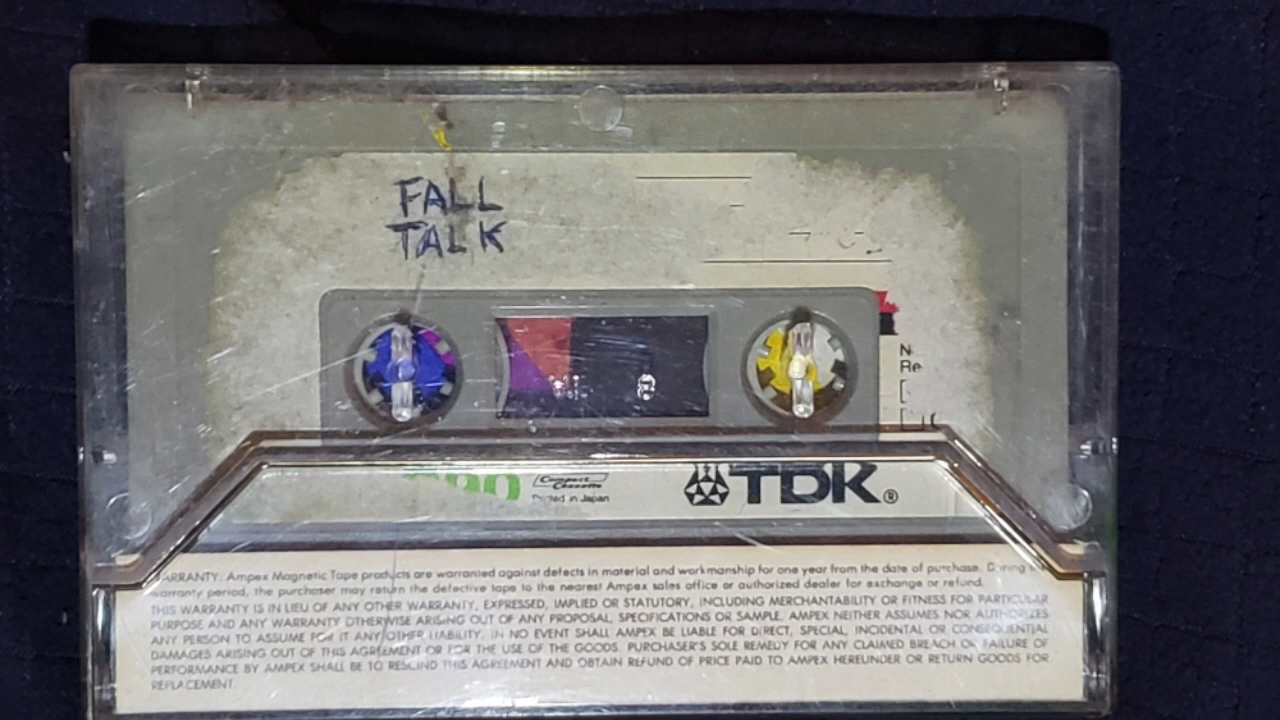 FALL
TALK
N
Re
Compact
Cassette
Printed in Japan
TDK ®
WARRANTY: Ampex Magnetic Tape products are warranted against defects in material and workmanship for one year from the date of purchase. During the
warranty period, the purchaser may return the defective tape to the nearest Ampex sales office or authorized dealer for exchange or refund.
THIS WARRANTY IS IN LIEU OF ANY OTHER WARRANTY, EXPRESSED, IMPLIED OR STATUTORY, INCLUDING MERCHANTABILITY OR FITNESS FOR PARTICULAR
PURPOSE AND ANY WARRANTY OTHERWISE ARISING OUT OF ANY PROPOSAL, SPECIFICATIONS OR SAMPLE. AMPEX NEITHER ASSUMES NOR AUTHORIZES
ANY PERSON TO ASSUME FOR IT ANY OTHER LIABILITY. IN NO EVENT SHALL AMPEX BE LIABLE FOR DIRECT, SPECIAL, INCIDENTAL OR CONSEQUENTIAL
DAMAGES ARISING OUT OF THIS AGREEMENT OR FOR THE USE OF THE GOODS. PURCHASER'S SOLE REMEDY FOR ANY CLAIMED BREACH OR FAILURE OF
PERFORMANCE BY AMPEX SHALL BE TO RESCIND THIS AGREEMENT AND OBTAIN REFUND OF PRICE PAID TO AMPEX HEREUNDER OR RETURN GOODS FOR
REPLACEMENT.